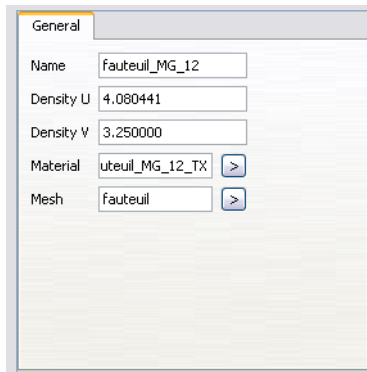 General
Name fauteuil_MG_12
Density U 4.080441
Density V 3.250000
Material uteuil_MG_12_TX >
Mesh fauteuil >